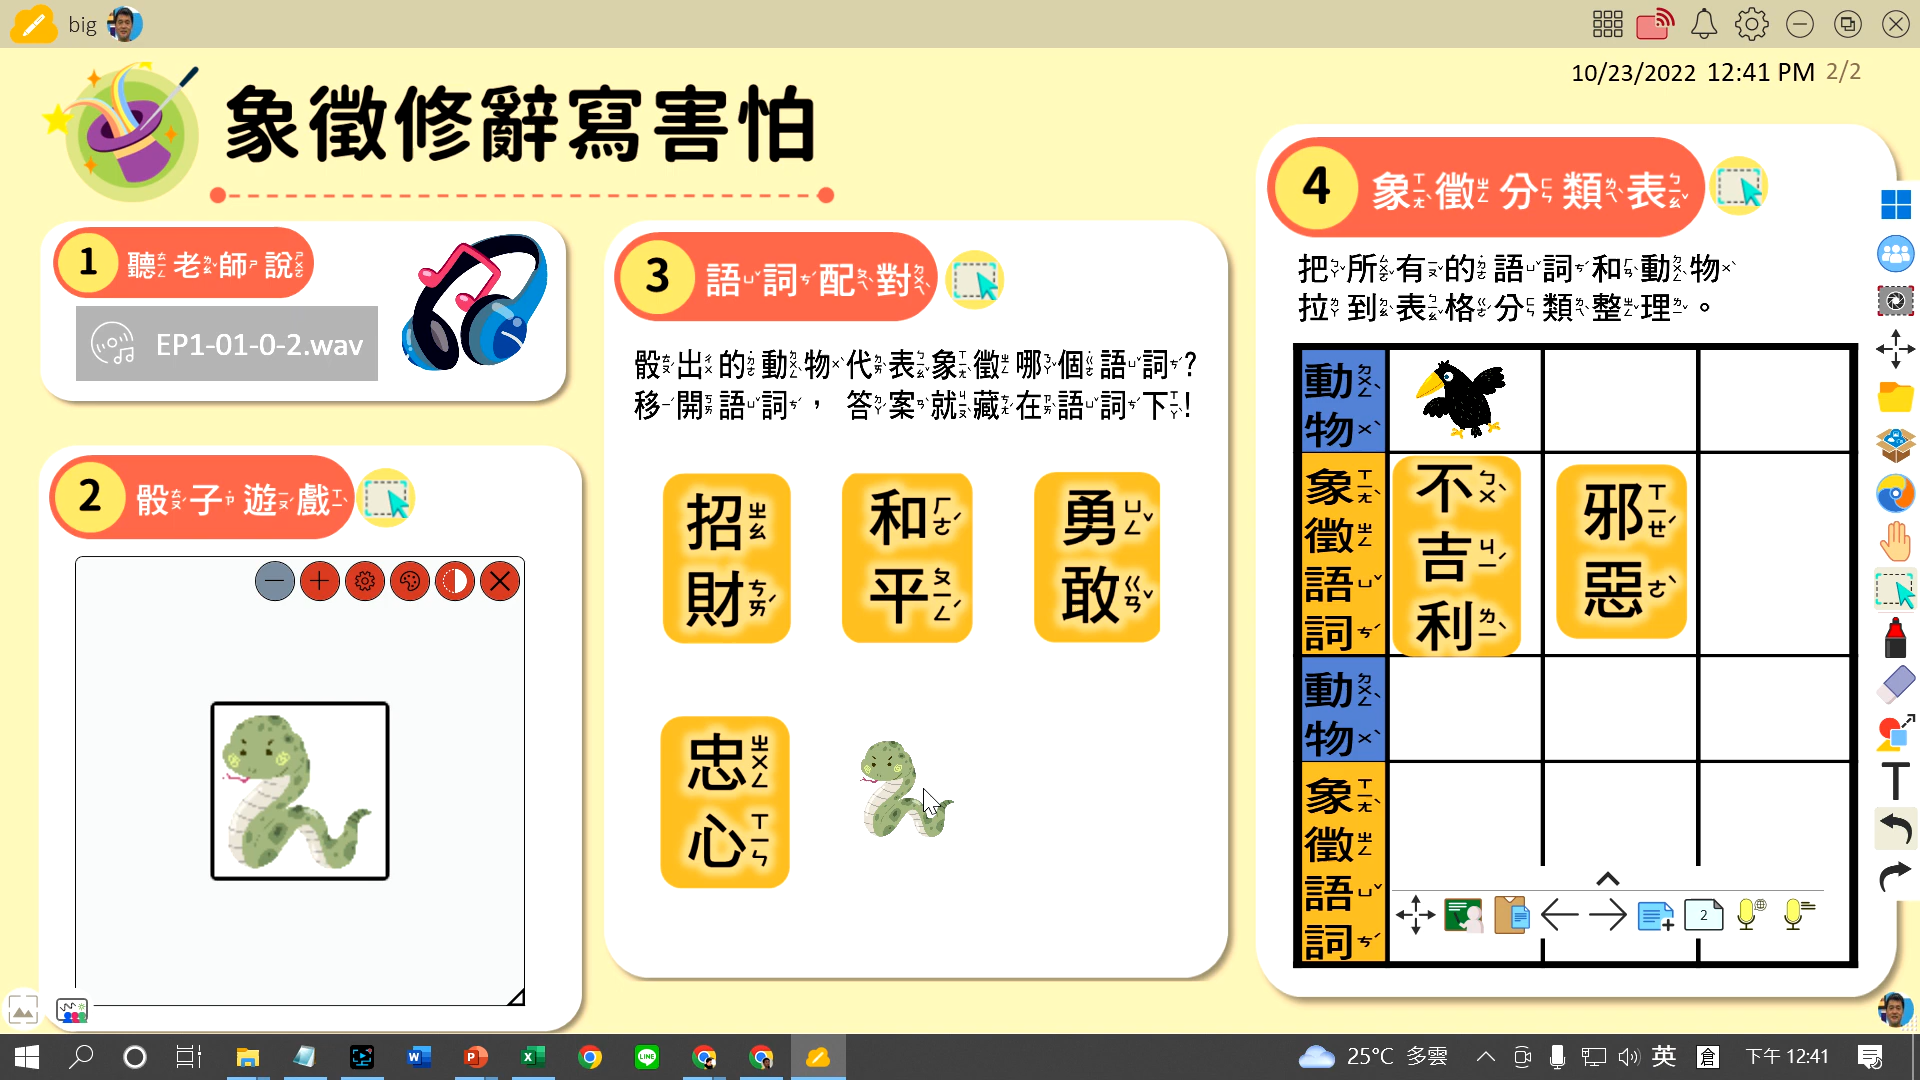 big
10/23/2022 12:41 PM 2/2
象徵修辭寫害怕
1 聽老師說
EP1-01-0-2.wav
2 骰子遊戲
3 語詞配對
骰出的動物代表象徵哪個語詞?
移開語詞，答案就藏在語詞下!
招財
和平
勇敢
忠心
4 象徵分類表
把所有的語詞和動物
拉到表格分類整理。
動物
象徵語詞
不吉利
邪惡
動物
象徵語詞
2
25°C 多雲
英
倉
下午 12:41